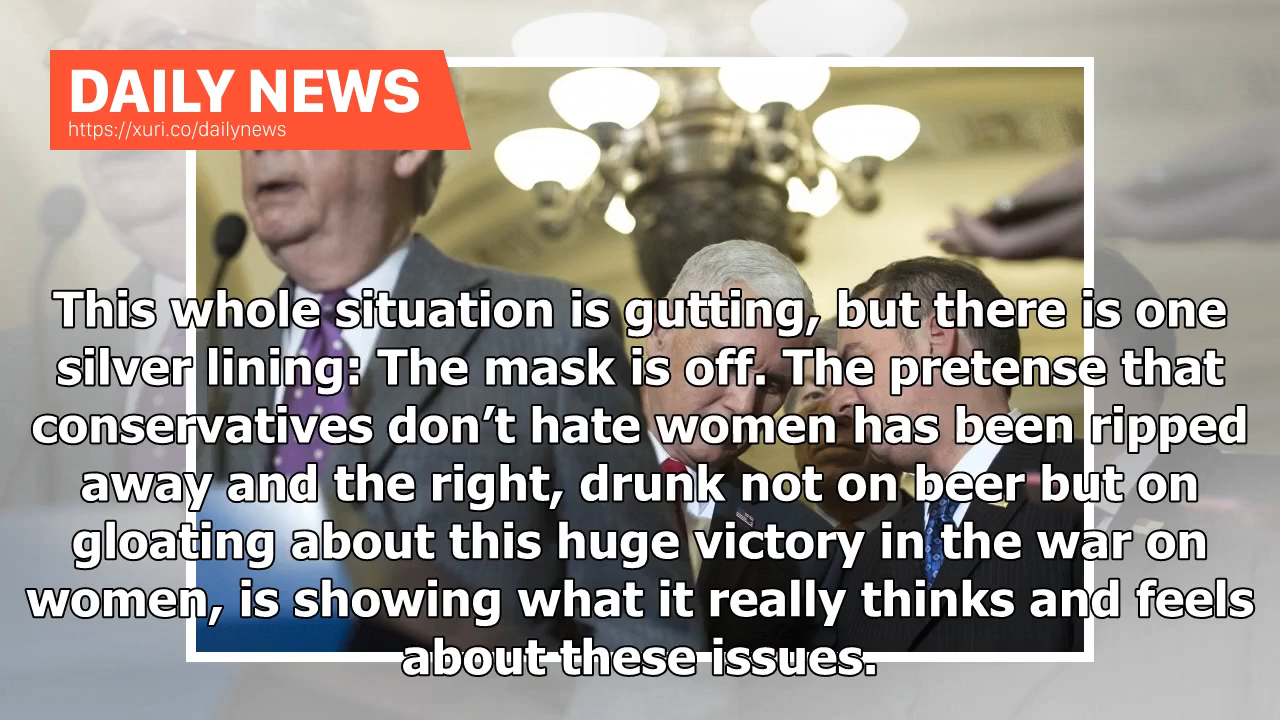 DAILY NEWS
https://xuri.co/dailynews
This whole situation is gutting, but there is one
silver lining: The mask is off. The pretense that
conservatives don’t hate women has been ripped
away and the right, drunk not on beer but on
gloating about this huge victory in the war on
women, is showing what it really thinks and feels
about these issues.